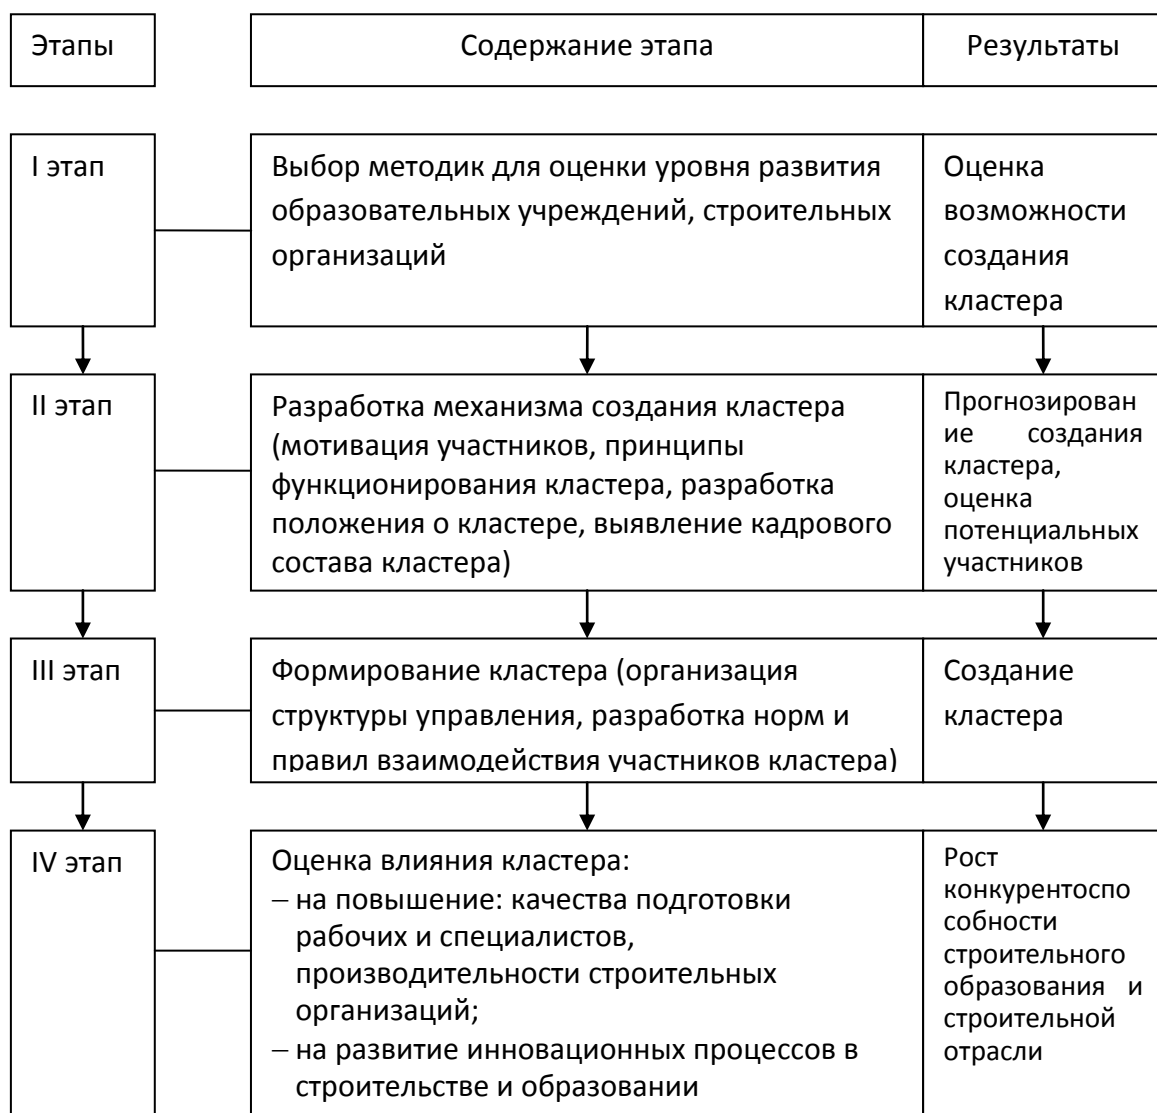 Этапы
Содержание этапа
Результаты
I этап
Выбор методик для оценки уровня развития
образовательных учреждений, строительных
организаций
Оценка
возможности
создания
кластера
II этап
Разработка механизма создания кластера
(мотивация участников, принципы
функционирования кластера, разработка
положения о кластере, выявление кадрового
состава кластера)
Прогнозирован
ие создания
кластера,
оценка
потенциальных
участников
III этап
Формирование кластера (организация
структуры управления, разработка норм и
правил взаимодействия участников кластера)
Создание
кластера
IV этап
Оценка влияния кластера:
– на повышение: качества подготовки
рабочих и специалистов,
производительности строительных
организаций;
– на развитие инновационных процессов в
строительстве и образовании
Рост
конкурентоспо
собности
строительного
образования и
строительной
отрасли